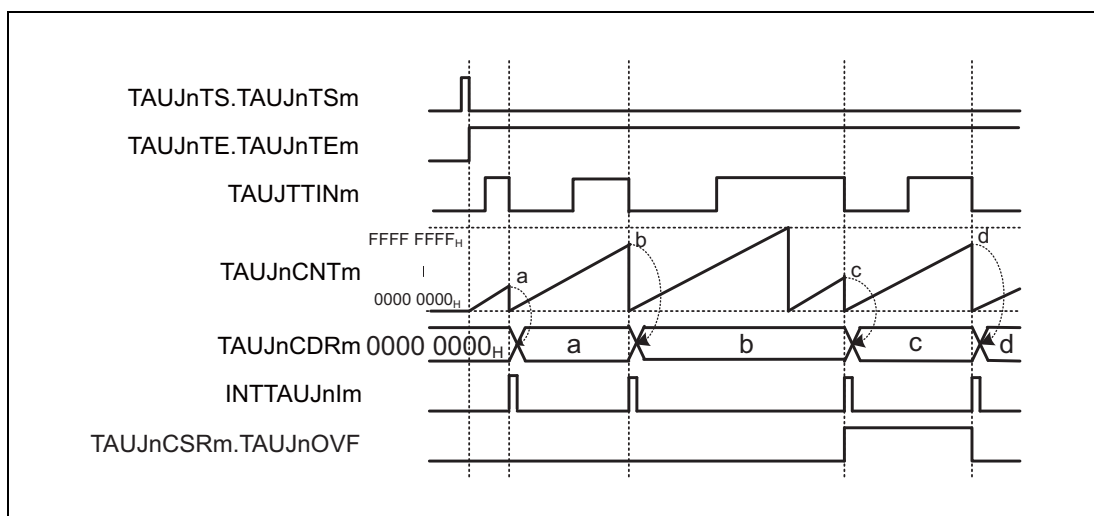 TAUJnTS.TAUJnTSm
TAUJnTE.TAUJnTEm
TAUJTTINm
FFFF FFFFH
b
d
TAUJnCNTm
a
c
0000 0000H
TAUJnCDRm 0000 0000H a b c d
INTTAUJnIm
TAUJnCSRm.TAUJnOVF